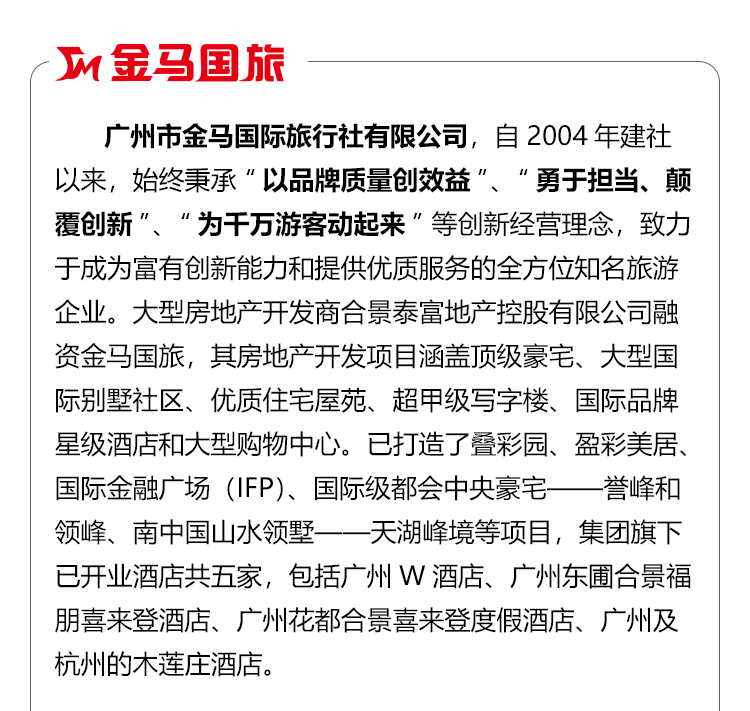 金马国旅
广州市金马国际旅行社有限公司，自 2004 年建社
以来，始终秉承 “ 以品牌质量创效益 ”、“ 勇于担当、颠
覆创新 ”、“ 为千万游客动起来 ” 等创新经营理念，致力
于成为富有创新能力和提供优质服务的全方位知名旅游
企业。大型房地产开发商合景泰富地产控股有限公司融
资金马国旅，其房地产开发项目涵盖顶级豪宅、大型国
际别墅社区、优质住宅屋苑、超甲级写字楼、国际品牌
星级酒店和大型购物中心。已打造了叠彩园、盈彩美居、
国际金融广场（IFP）、国际级都会中央豪宅——誉峰和
领峰、南中国山水领墅——天湖峰境等项目，集团旗下
已开业酒店共五家，包括广州 W 酒店、广州东圃合景福
朋喜来登酒店、广州花都合景喜来登度假酒店、广州及
杭州的木莲庄酒店。